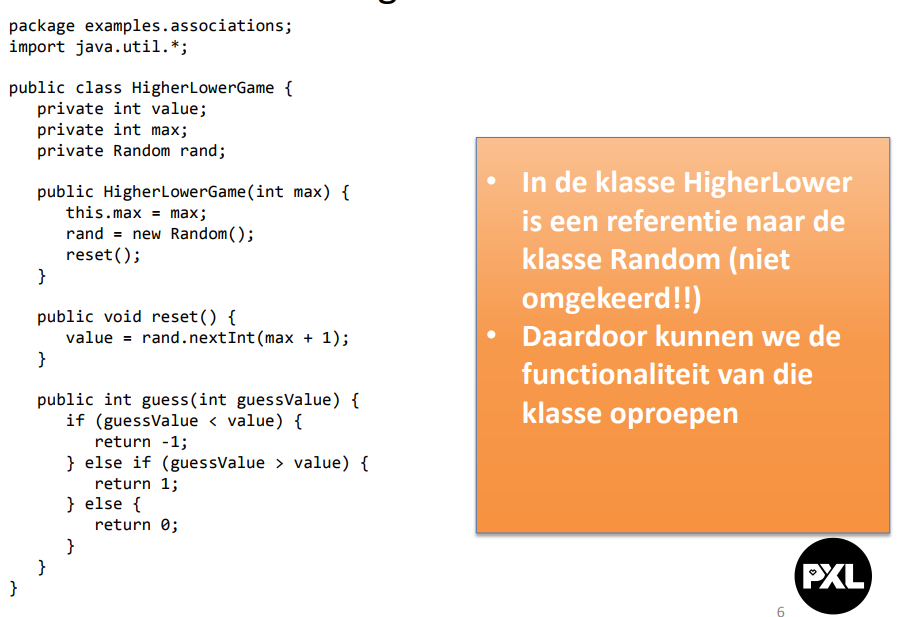 package examples.associations;
import java.util.*;
public class HigherLowerGame {
private int value;
private int max;
private Random rand;
public HigherLowerGame(int max) {
this.max = max;
rand = new Random();
reset();
}
public void reset() {
value = rand.nextInt(max + 1);
}
public int guess(int guessValue) {
if (guessValue < value) {
return -1;
} else if (guessValue > value) {
return 1;
} else {
return 0;
}
}
}
• In de klasse HigherLower
is een referentie naar de
klasse Random (niet
omgekeerd!!)
• Daardoor kunnen we de
functionaliteit van die
klasse oproepen
PXL
6